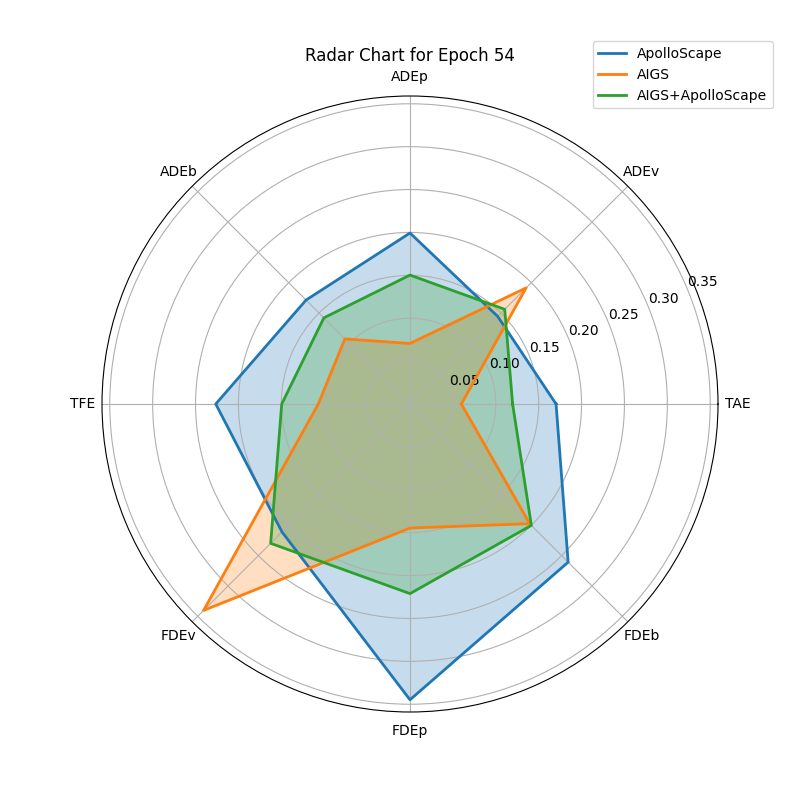 Radar Chart for Epoch 54
ApolloScape
AIGS
AIGS+ApolloScape
ADEp
ADEb
ADEv
TFE
TAE
FDEv
FDEb
FDEp
0.05
0.10
0.15
0.20
0.25
0.30
0.35